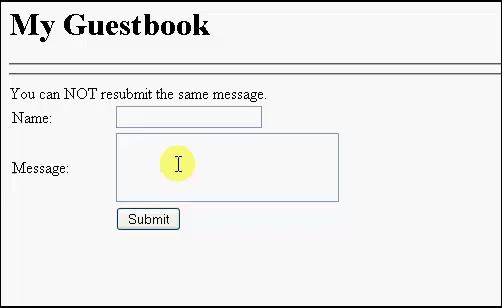 My Guestbook
You can NOT resubmit the same message.
Name:
Message:
Submit